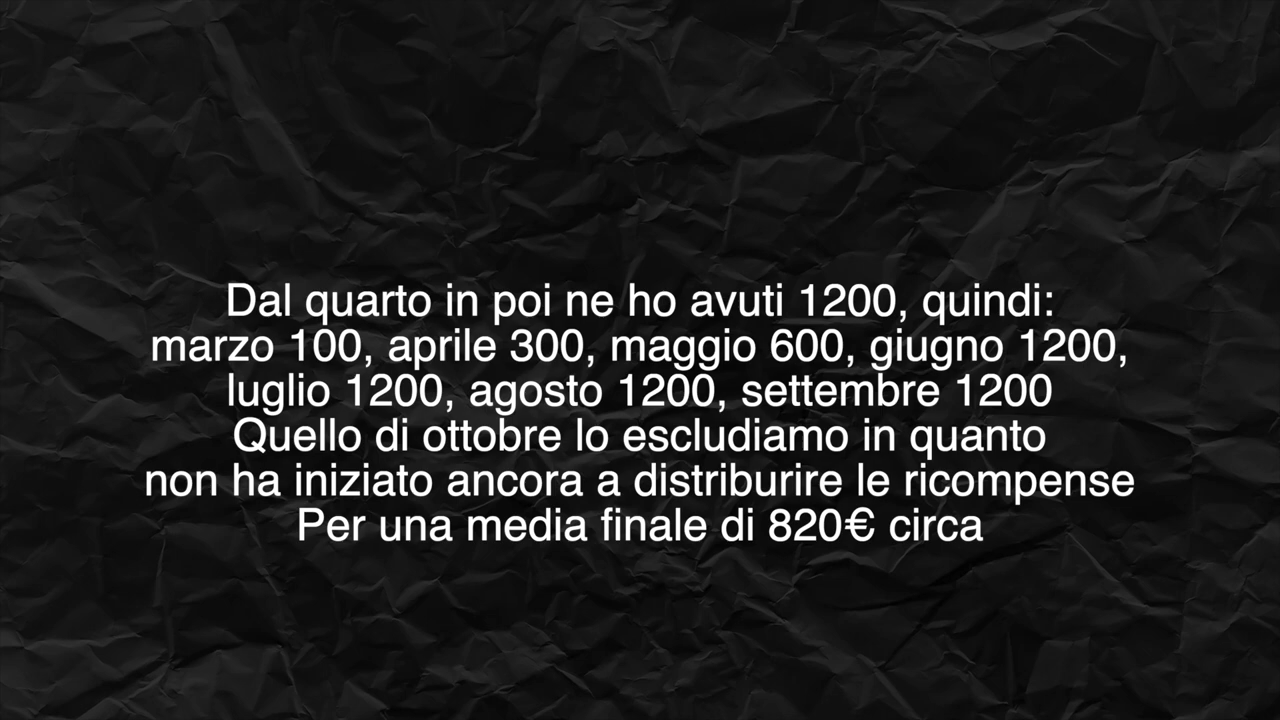 Dal quarto in poi ne ho avuti 1200, quindi:
marzo 100, aprile 300, maggio 600, giugno 1200,
luglio 1200, agosto 1200, settembre 1200
Quello di ottobre lo escludiamo in quanto
non ha iniziato ancora a distriburire le ricompense
Per una media finale di 820€ circa